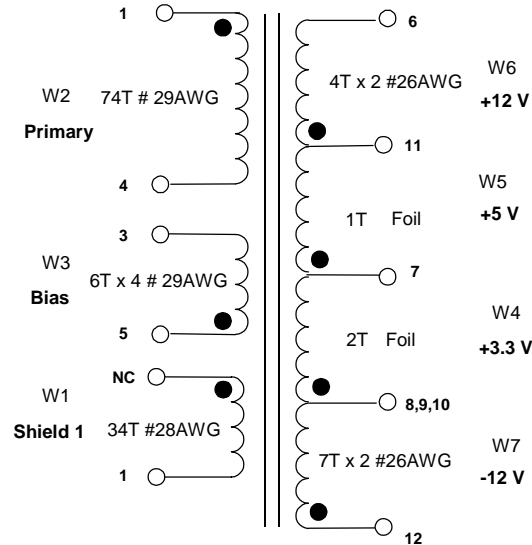 1
W2
Primary
74T # 29AWG
4
3
W3
Bias
6T x 4 # 29AWG
5
NC
W1
Shield 1
34T #28AWG
1
6
4T x 2 #26AWG
W6
+12 V
11
W5
+5 V
1T Foil
7
W4
+3.3 V
2T Foil
8,9,10
7T x 2 #26AWG
W7
-12 V
12